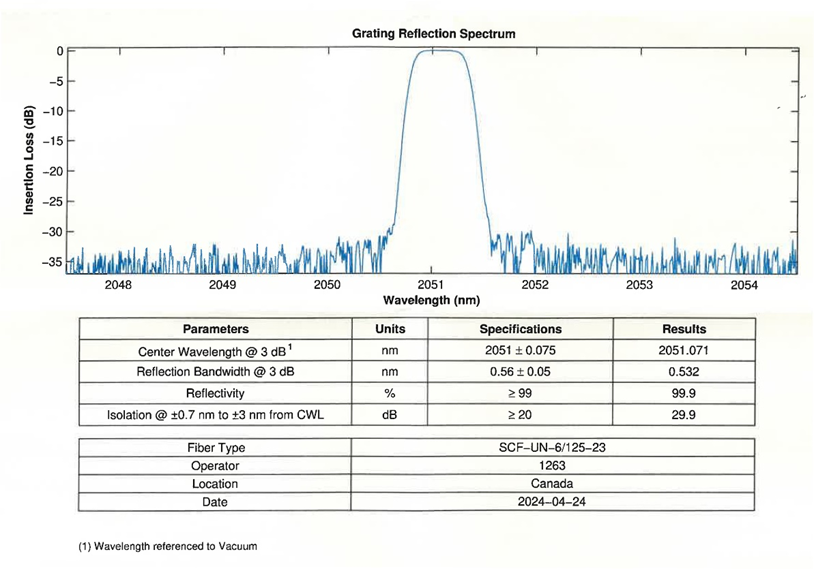 Grating Reflection Spectrum
Insertion Loss (dB)
0
−5
−10
−15
−20
−25
−30
−35
2048 2049 2050 2051 2052 2053 2054
Wavelength (nm)
Parameters Units Specifications Results
Center Wavelength @ 3 dB1 nm 2051 ± 0.075 2051.071
Reflection Bandwidth @ 3 dB nm 0.56 ± 0.05 0.532
Reflectivity % ≥ 99 99.9
Isolation @ ±0.7 nm to ±3 nm from CWL dB ≥ 20 29.9
Fiber Type SCF−UN−6/125−23
Operator 1263
Location Canada
Date 2024−04−24
(1) Wavelength referenced to Vacuum